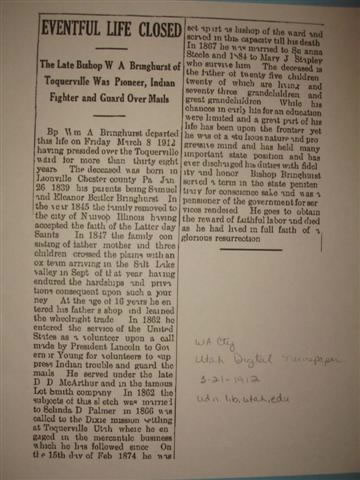 EVENTFUL LIFE CLOSED
The Late Bishop W A Bringhurst of
Toquerville Was Pioneer, Indian
Fighter and Guard Over Mails
Bp Wm A Bringhurst departed
this life on Friday March 8 1912
having presided over the Toquerville
ward for more than thirty eight
years The deceased was born in
Leonville Chester county Pa Jan
26 1839 his parents being Samuel
and Eleanor Beitler Bringhurst
In the year 1845 the family removed
to the city of Nauvoo Illinois having
accepted the faith of the Latter day
Saints In 1847 the family con
sisting of father mother and three
children crossed the plains with an
ox team arriving in the Salt Lake
valley in Sept of that year having
endured the hardships and priva
tions consequent upon such a jour
ney At the age of 16 years he en
tered his father s shop and learned
the wheelright trade In 1862 he
entered the service of the United
States as a volunteer upon a call
made by President Lincoln to Gov
ernor Young for volunteers to sup
press Indian trouble and guard the
mails He served under the late
D D McArthur and in the famous
Lot Smith company In 1862 the
subjects of this sketch was married
to Selinda D Palmer in 1866 was
called to the Dixie mission settling
at Toquerville Utah where he en
gaged in the mercantile business
which he has followed since On
the 15th day of Feb 1874 he was
set apart as bishop of the ward and
served in this capacity till his death
In 1867 he was married to Su anna
Steele and 1884 to Mary J Stapley
who survive him The deceased is
the father of twenty five children
twenty of which are living and
seventy three grandchildren and
great grandchildren While his
chances in early his for an education
were limited and a great part of his
life has been upon the frontier yet
he was of a studious nature and pro
gressive mind and has held many
important state position and has
ever discharged his duties with fidel
ity and honor Bishop Bringhurst
served a term in the state peniten
tiary for conscience sake and was a
pensioner of the government for ser
vices rendered He goes to obtain
the reward of faithful labor and died
as he had lived in full faith of a
glorious resurrection
WA Cty
Utah Digital Newspaper
3-21-1912
udn.lib.utah.edu